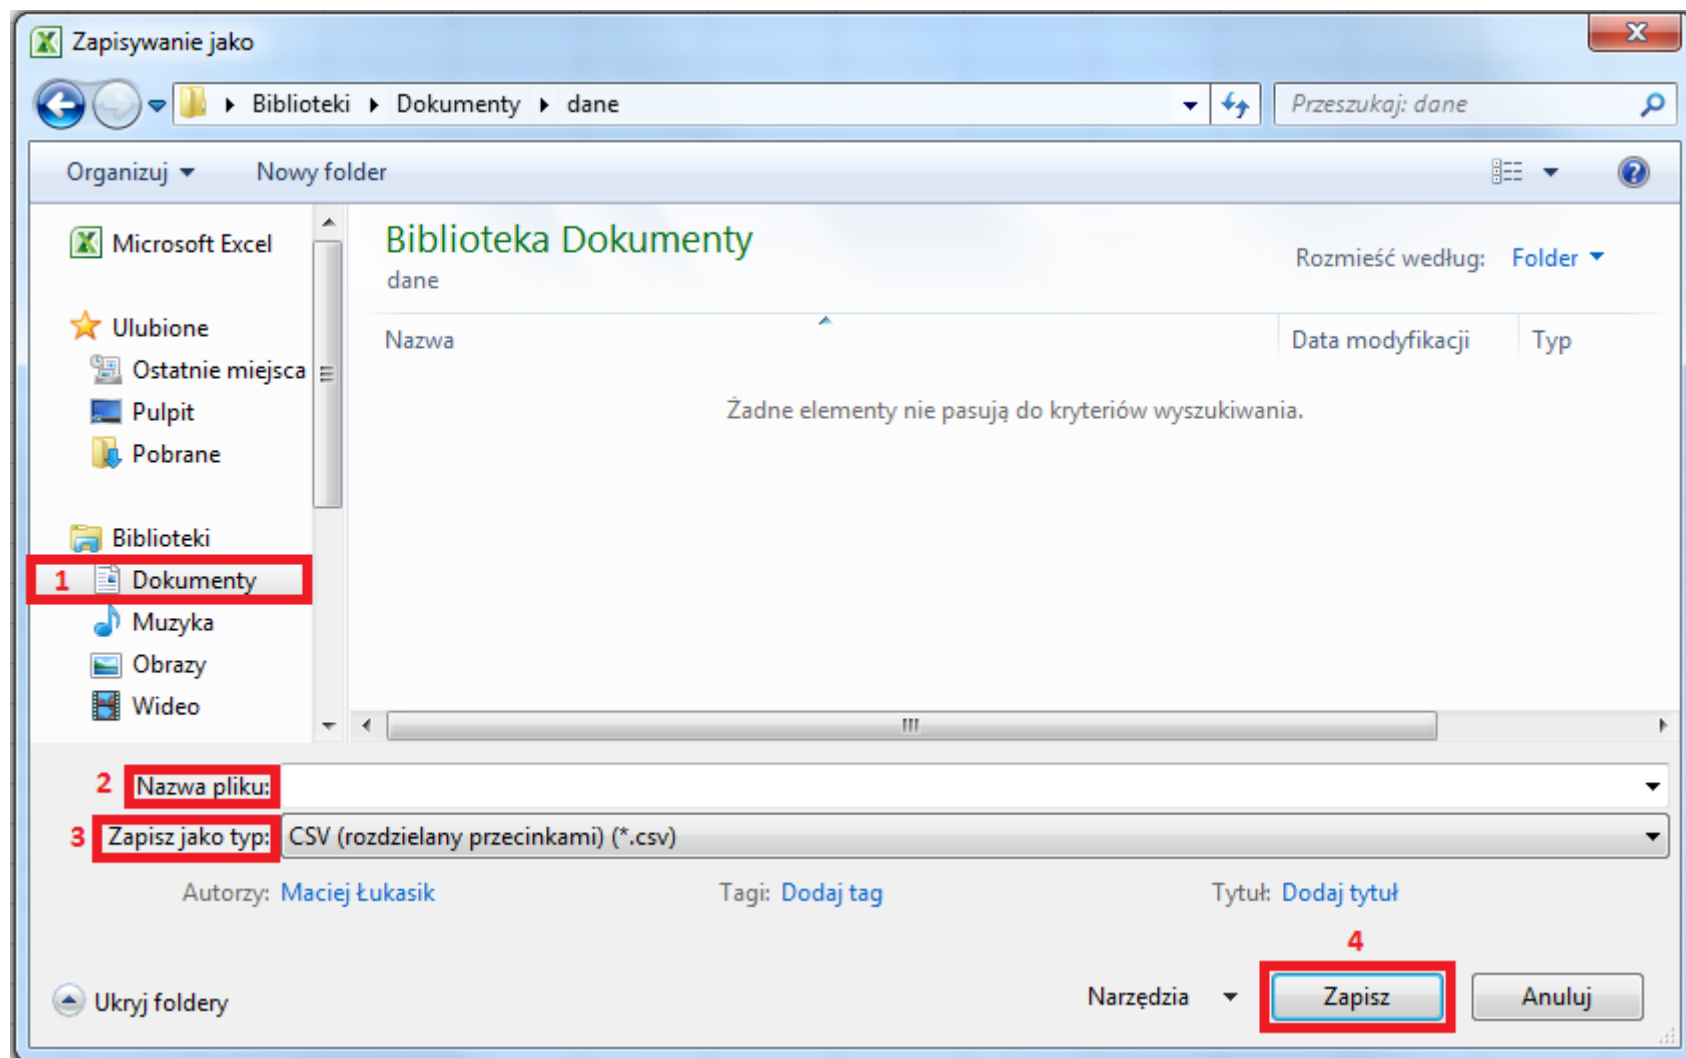 Zapisywanie jako
Biblioteki Dokumenty dane Przeszukaj: dane
Organizuj Nowy folder
Microsoft Excel
Ulubione
Ostatnie miejsca
Pulpit
Pobrane
Biblioteki
1 Dokumenty
Muzyka
Obrazy
Wideo
Biblioteka Dokumenty
dane
Rozmieść według: Folder
Nazwa Data modyfikacji Typ
Żadne elementy nie pasują do kryteriów wyszukiwania.
2 Nazwa pliku:
3 Zapisz jako typ: CSV (rozdzielany przecinkami) (*.csv)
Autorzy: Maciej Łukasik Tagi: Dodaj tag Tytuł: Dodaj tytuł
4
Ukryj foldery Narzędzia Zapisz Anuluj